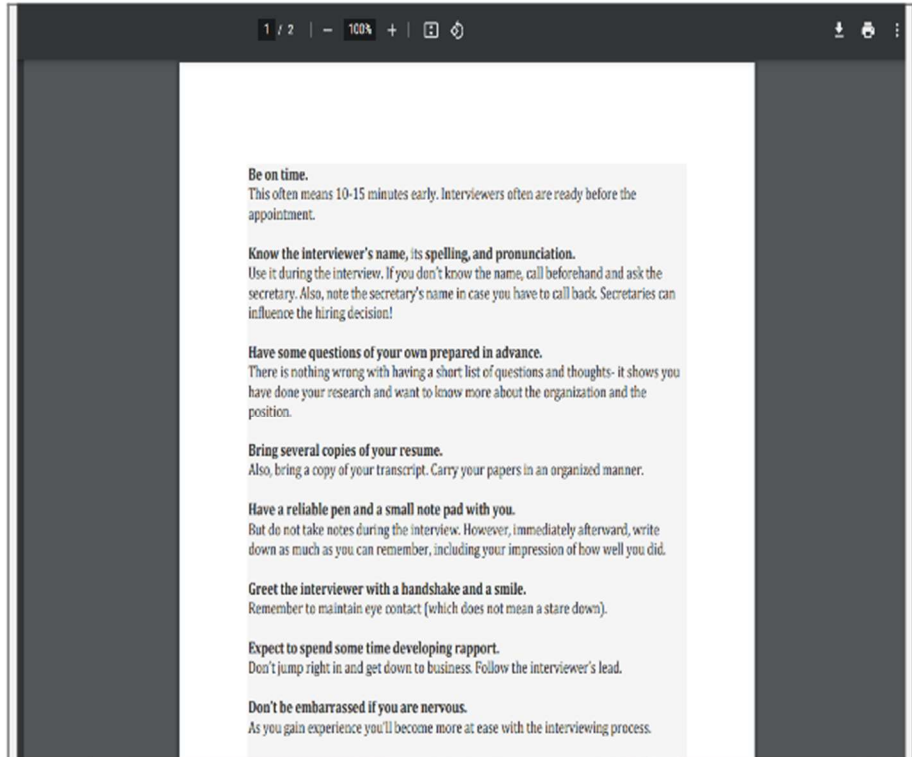 1 / 2 | − 100% + |
Be on time.
This often means 10-15 minutes early. Interviewers often are ready before the
appointment.
Know the interviewer's name, its spelling, and pronunciation.
Use it during the interview. If you don't know the name, call beforehand and ask the
secretary. Also, note the secretary's name in case you have to call back. Secretaries can
influence the hiring decision!
Have some questions of your own prepared in advance.
There is nothing wrong with having a short list of questions and thoughts- it shows you
have done your research and want to know more about the organization and the
position.
Bring several copies of your resume.
Also, bring a copy of your transcript. Carry your papers in an organized manner.
Have a reliable pen and a small note pad with you.
But do not take notes during the interview. However, immediately afterward, write
down as much as you can remember, including your impression of how well you did.
Greet the interviewer with a handshake and a smile.
Remember to maintain eye contact (which does not mean a stare down).
Expect to spend some time developing rapport.
Don't jump right in and get down to business. Follow the interviewer's lead.
Don't be embarrassed if you are nervous.
As you gain experience you'll become more at ease with the interviewing process.